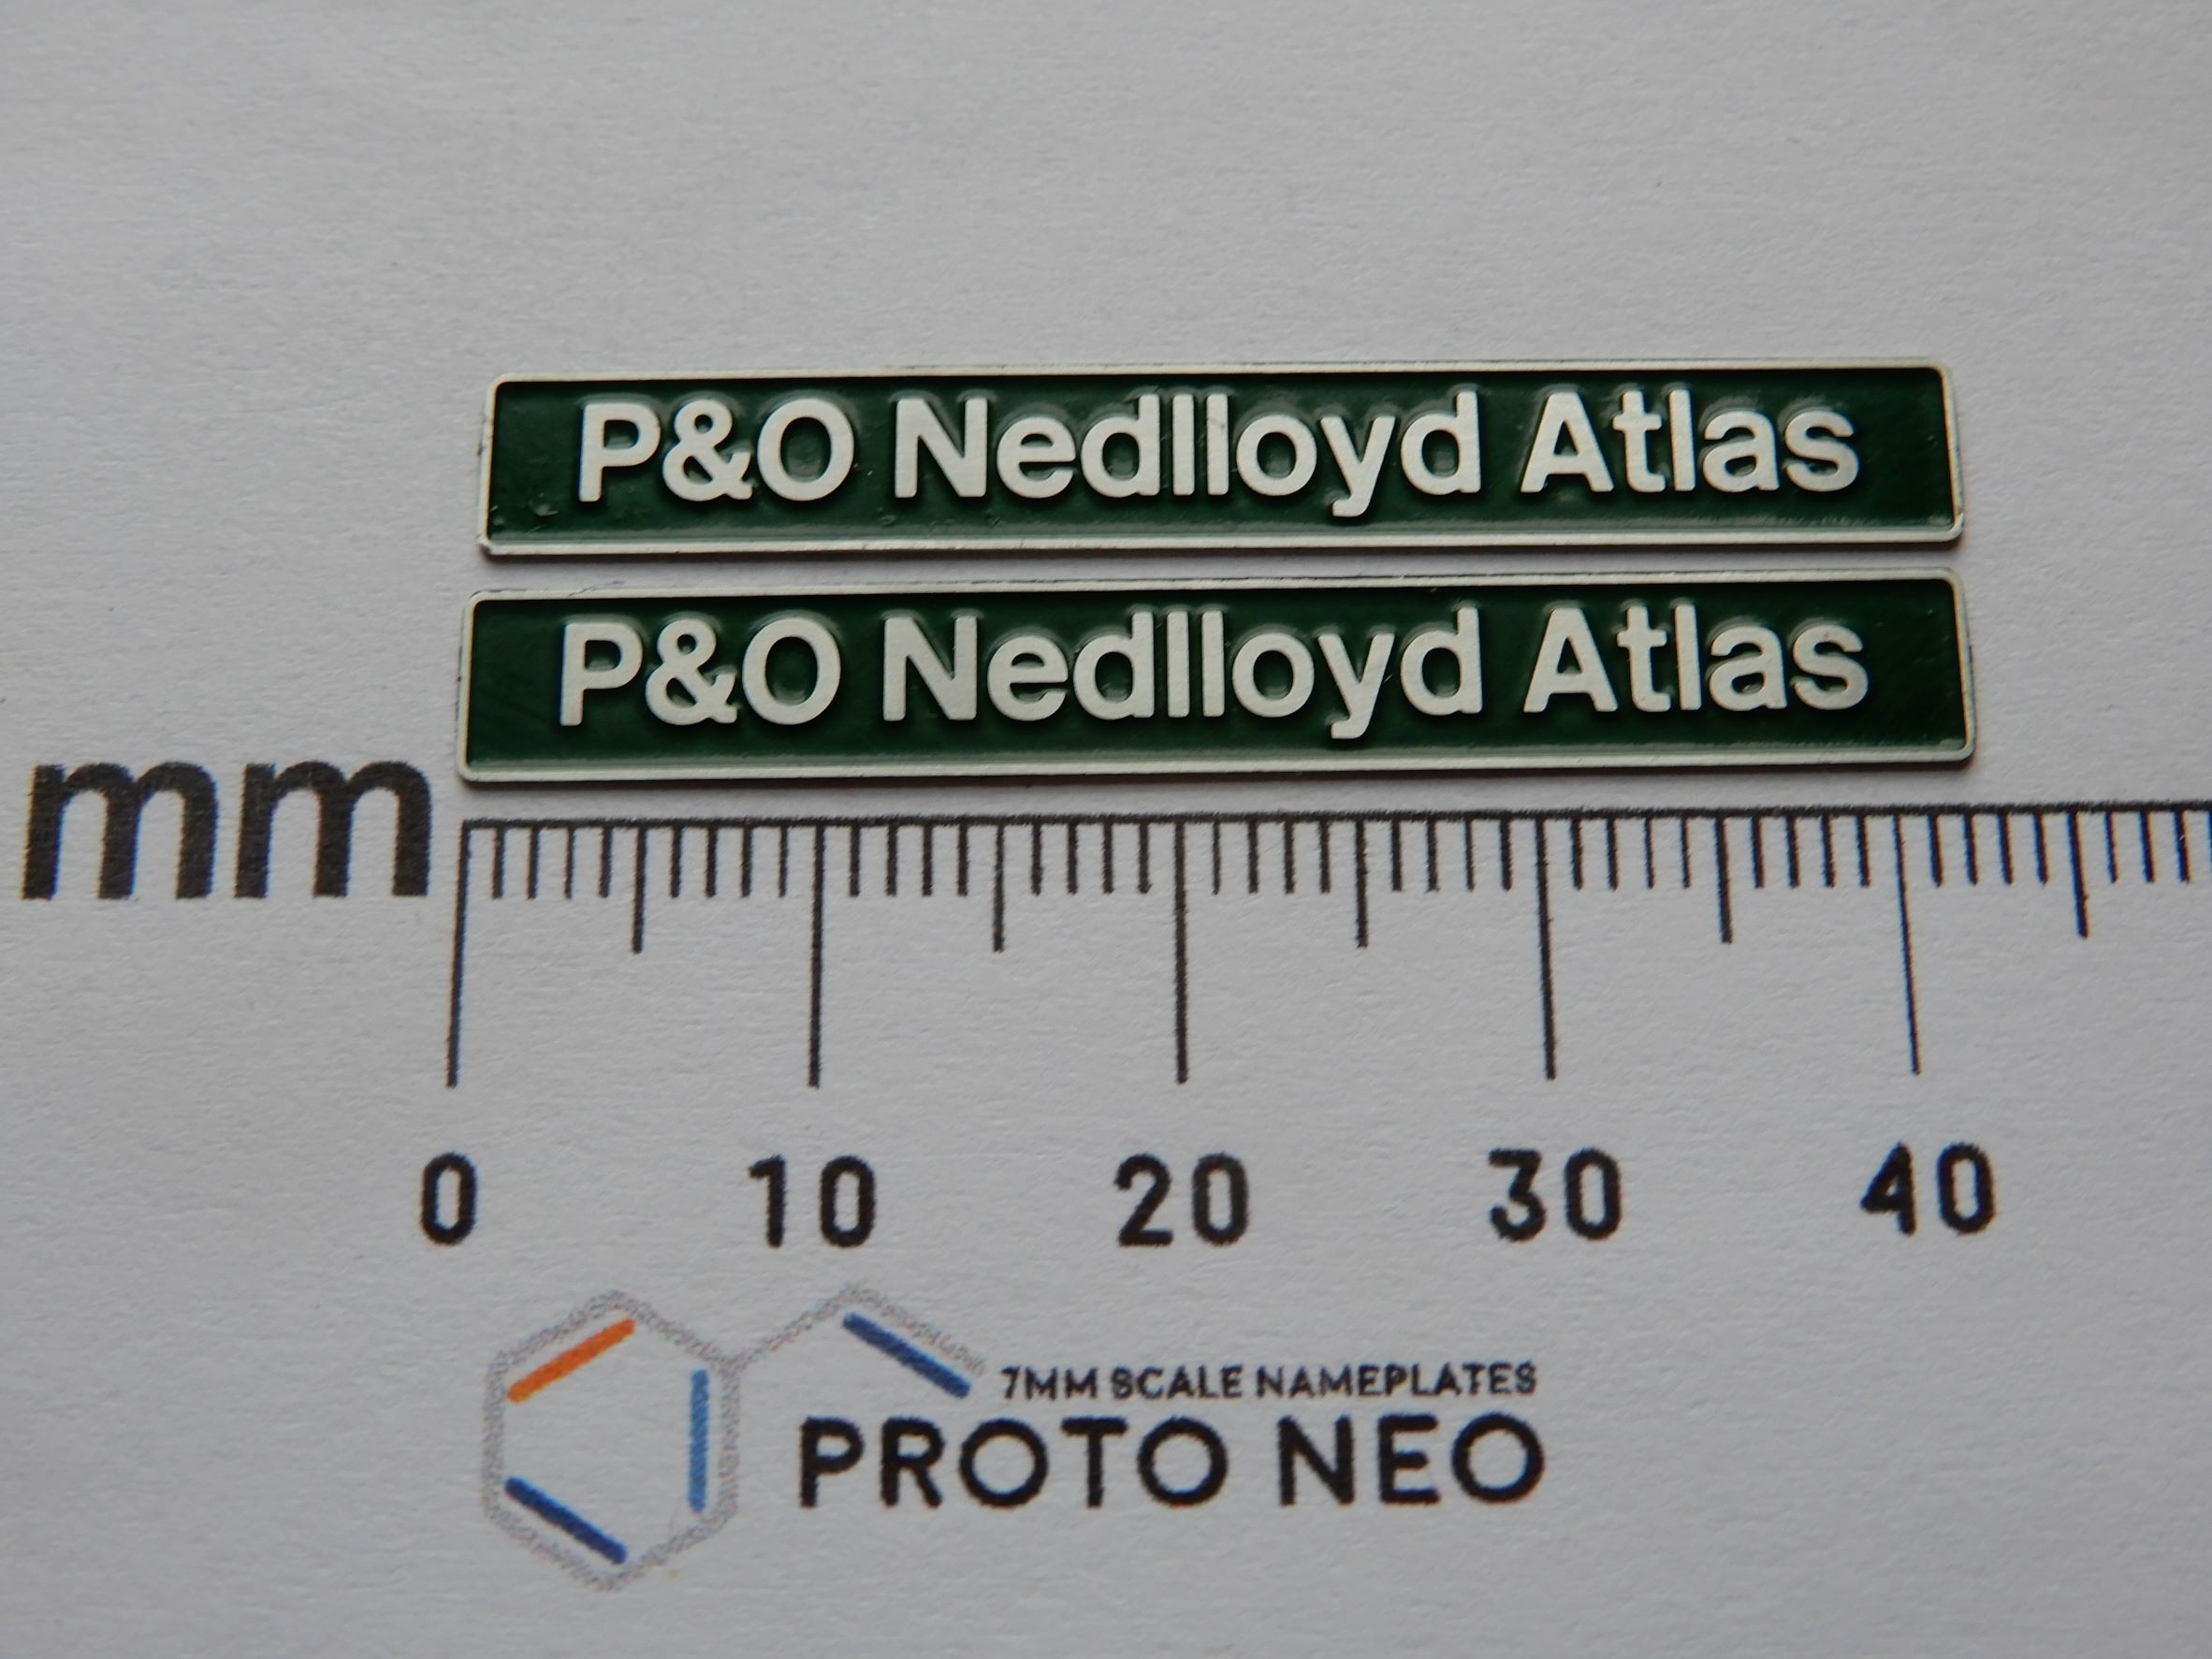 P&O Nedlloyd Atlas
P&O Nedlloyd Atlas
mm
0 10 20 30 40
7MM SCALE NAMEPLATES
PROTO NEO